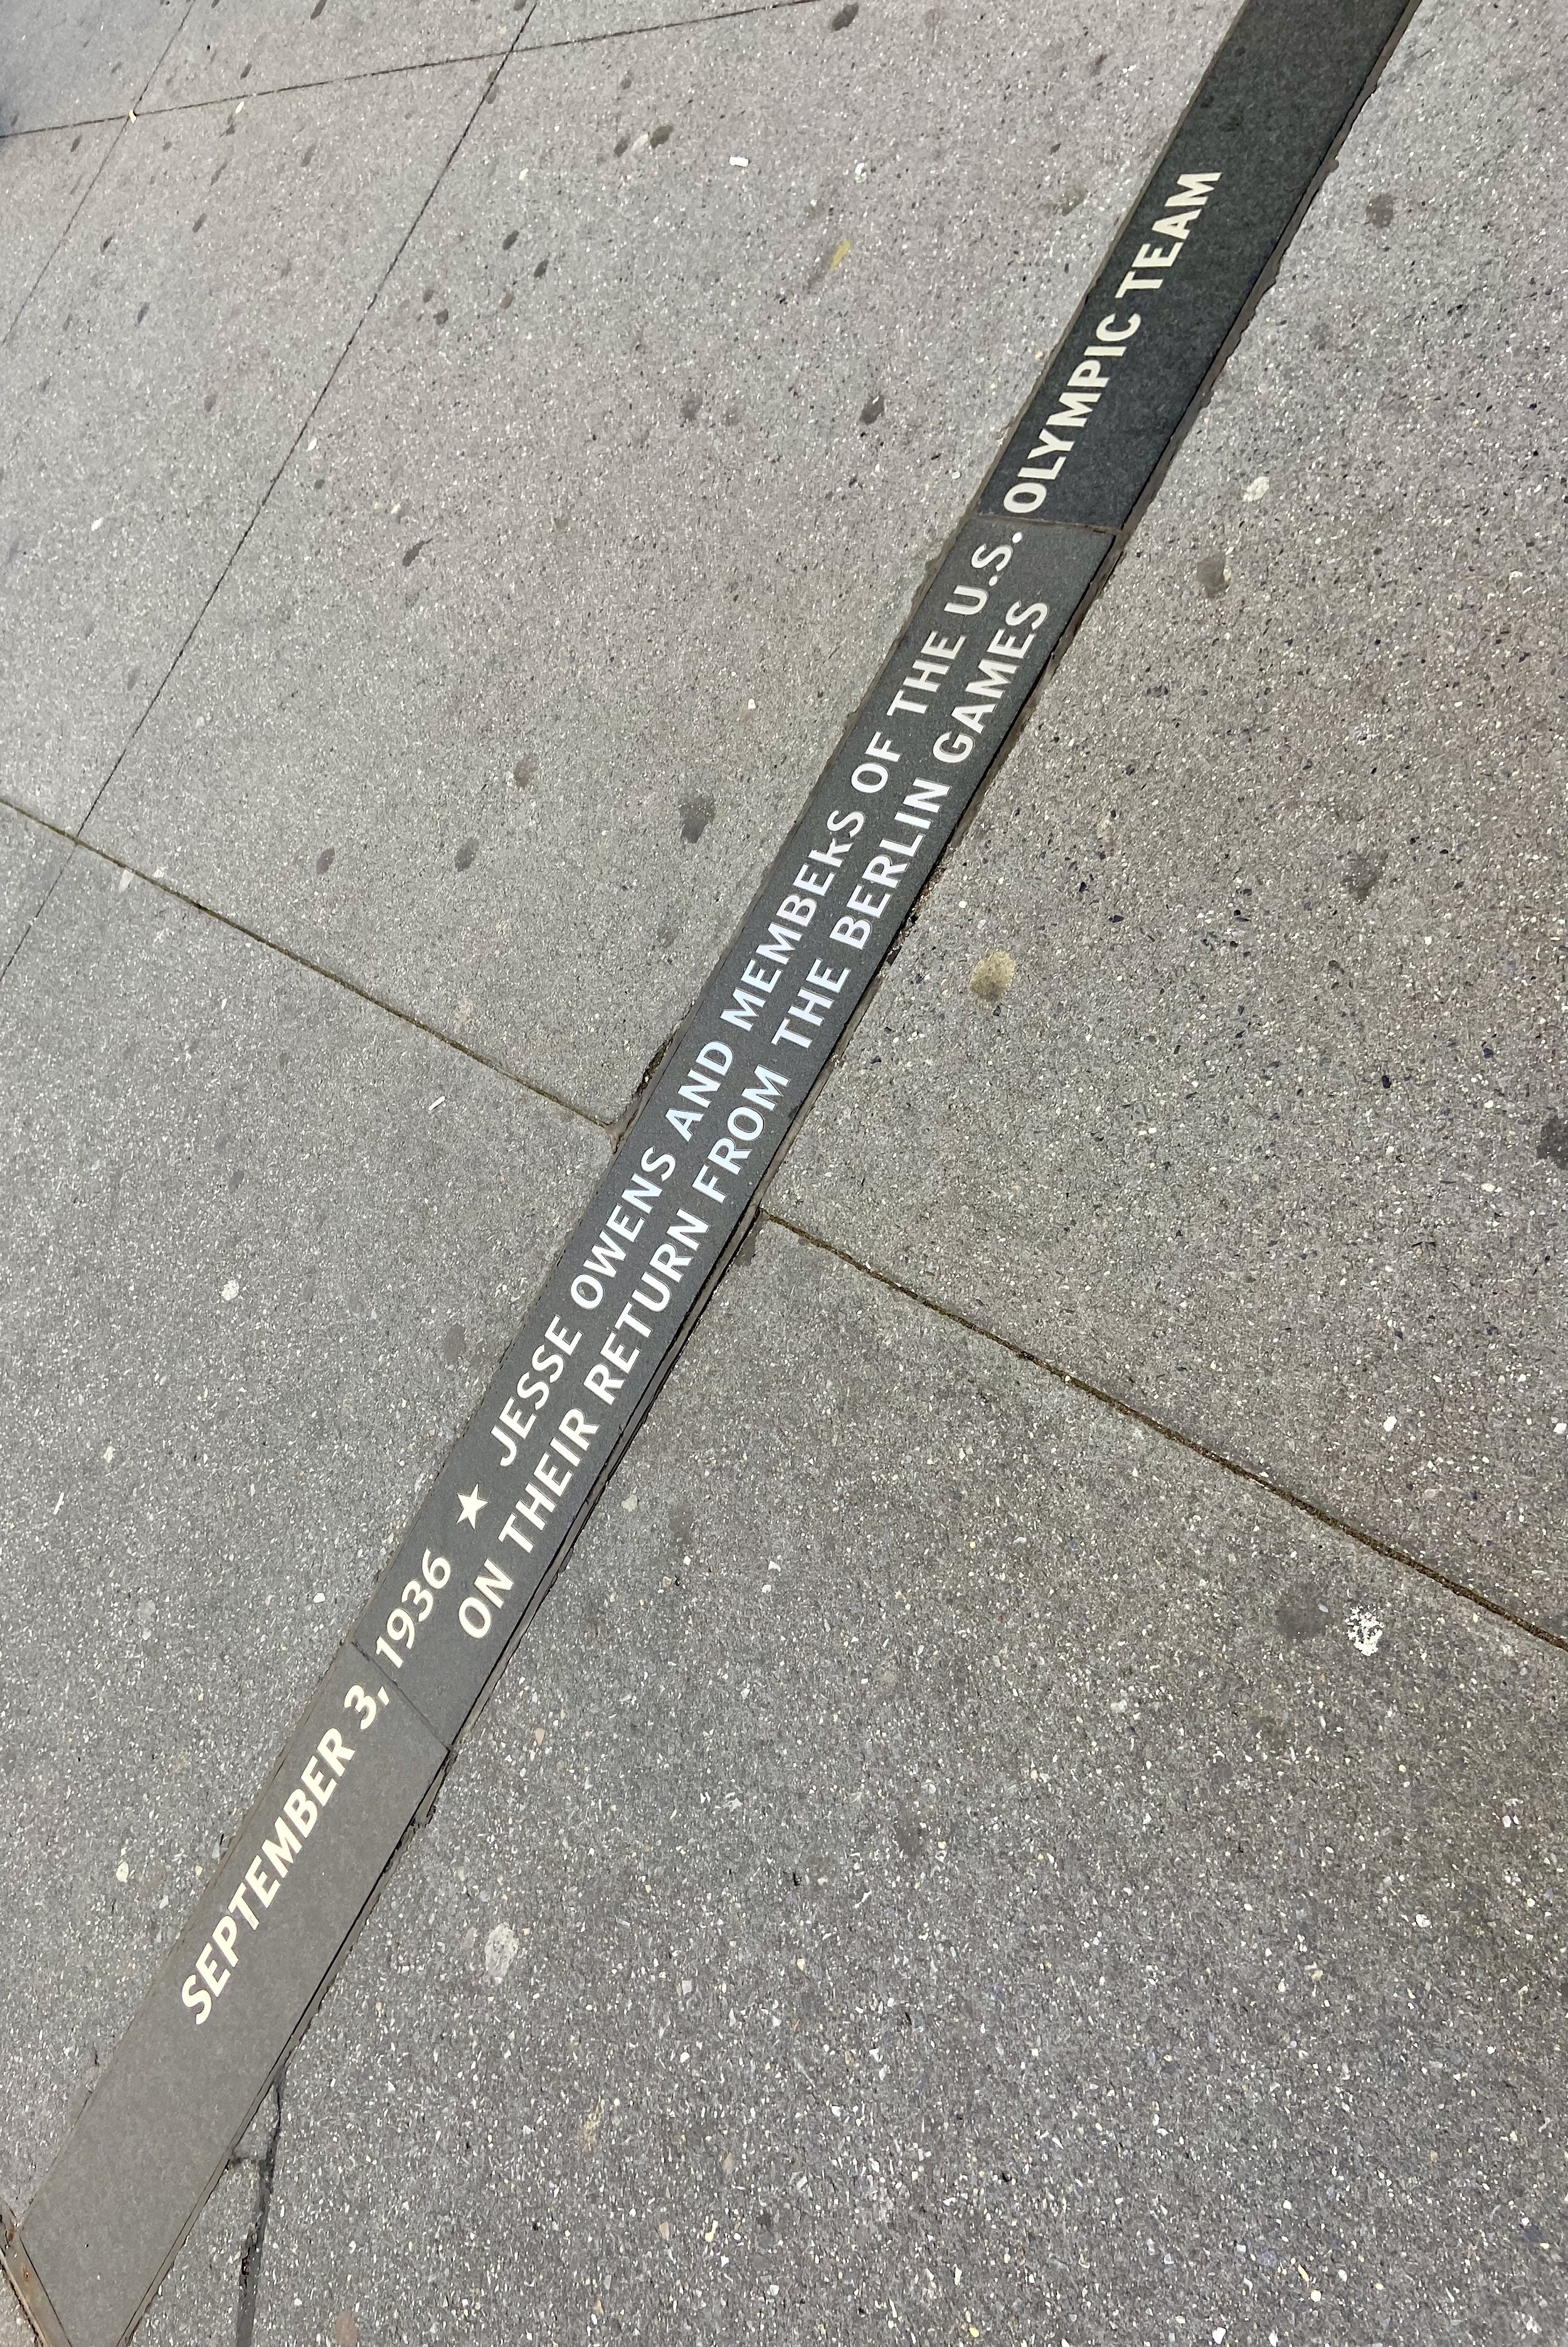 SEPTEMBER 3, 1936 ★ JESSE OWENS AND MEMBERS OF THE U.S. OLYMPIC TEAM
ON THEIR RETURN FROM THE BERLIN GAMES